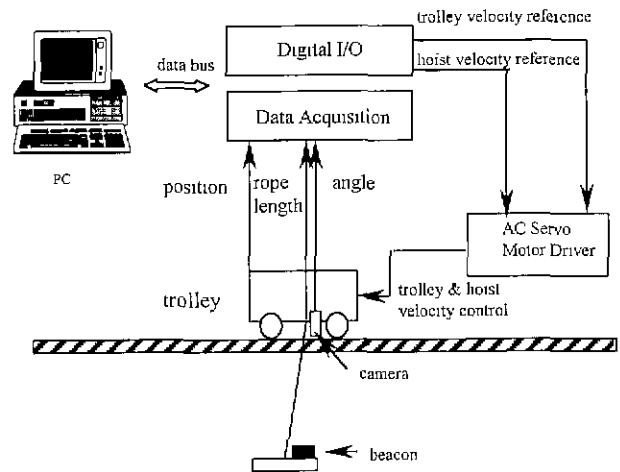 trolley velocity reference
Digital I/O
data bus
hoist velocity reference
Data Acquisition
PC
position
rope
length
angle
AC Servo
Motor Driver
trolley
trolley & hoist
velocity control
camera
beacon